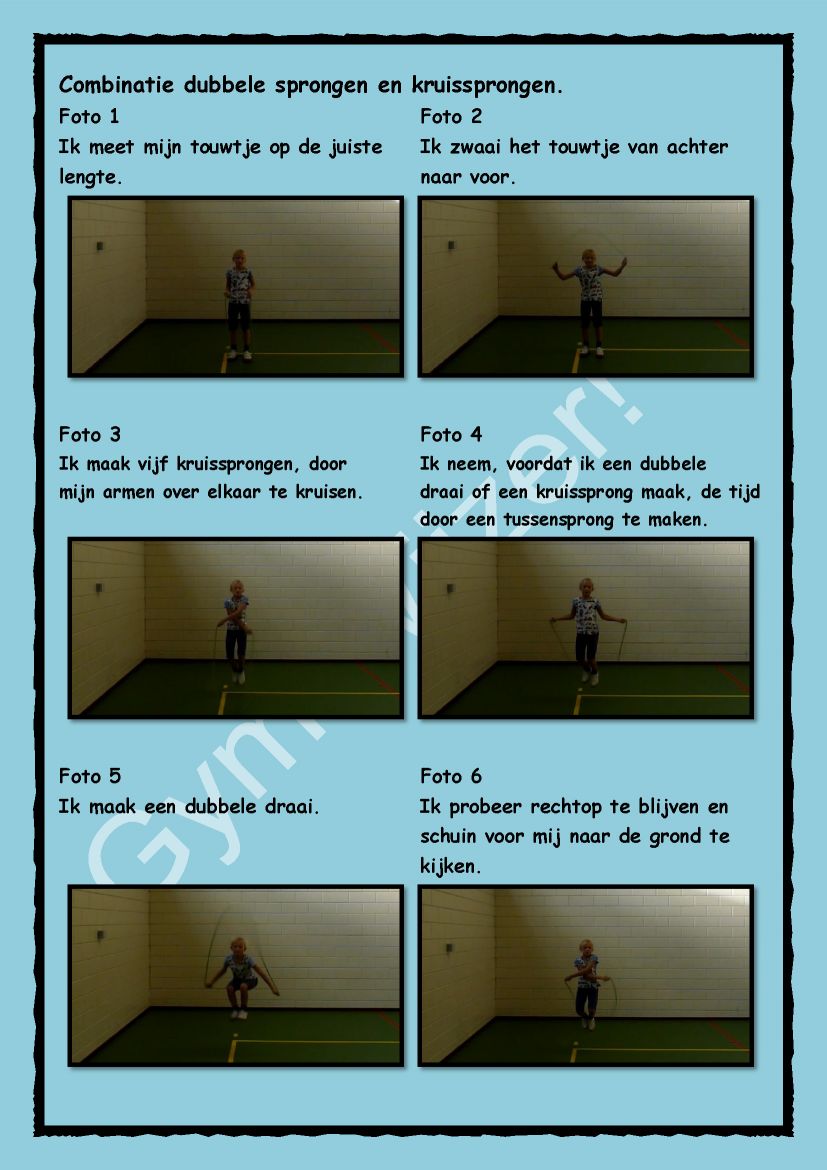 Combinatie dubbele sprongen en kruissprongen.
Foto 1
Ik meet mijn touwtje op de juiste
lengte.
Foto 2
Ik zwaai het touwtje van achter
naar voor.
Foto 3
Ik maak vijf kruissprongen, door
mijn armen over elkaar te kruisen.
Foto 4
Ik neem, voordat ik een dubbele
draai of een kruissprong maak, de tijd
door een tussensprong te maken.
Foto 5
Ik maak een dubbele draai.
Foto 6
Ik probeer rechtop te blijven en
schuin voor mij naar de grond te
kijken.